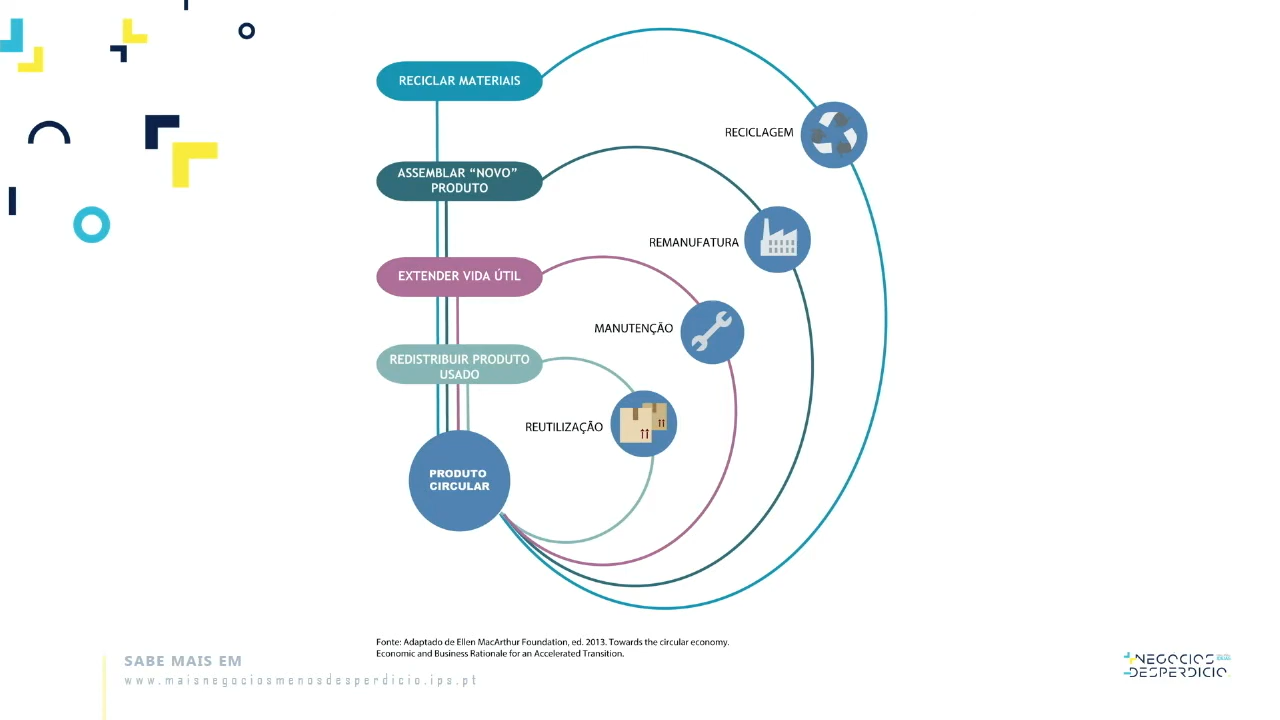 RECICLAR MATERIAIS
RECICLAGEM
ASSEMBLAR “NOVO”
PRODUTO
REMANUFATURA
EXTENDER VIDA ÚTIL
MANUTENÇÃO
REDISTRIBUIR PRODUTO
USADO
REUTILIZAÇÃO
PRODUTO
CIRCULAR
Fonte: Adaptado de Ellen MacArthur Foundation, ed. 2013. Towards the circular economy.
Economic and Business Rationale for an Accelerated Transition.
SABE MAIS EM
www.maisnegociosmenosdesperdicio.ips.pt
NEGOCIOS
DESPERDICIO